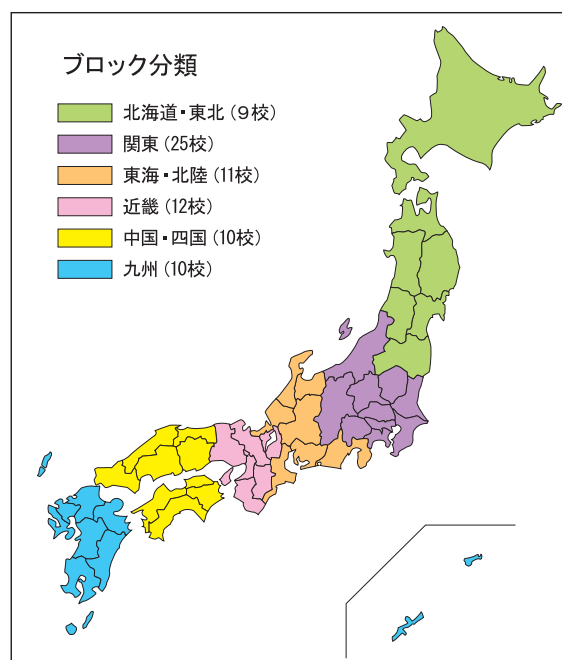 ブロック分類
北海道・東北(9校)
関東(25校)
東海・北陸(11校)
近畿(12校)
中国・四国(10校)
九州(10校)